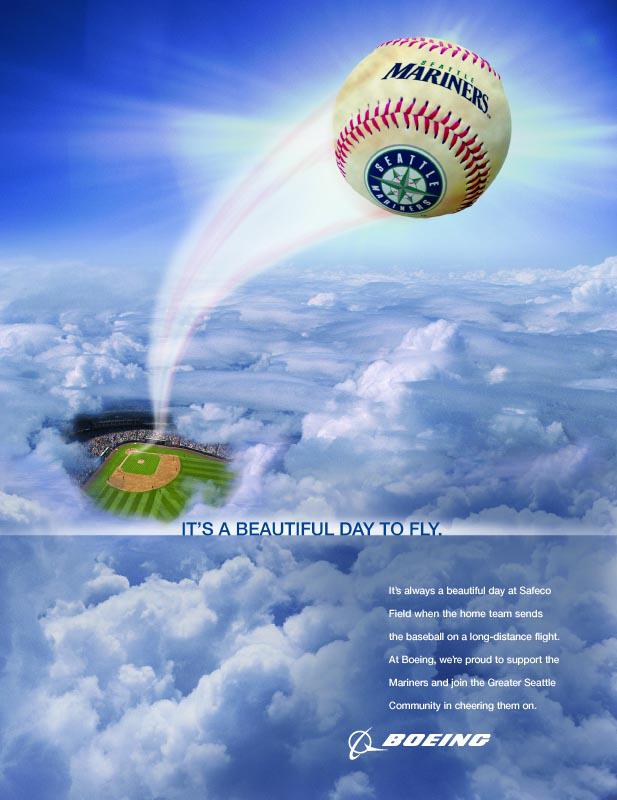 SEATTLE
MARINERS™
SEATTLE
MARINERS
IT'S A BEAUTIFUL DAY TO FLY.
It's always a beautiful day at Safeco
Field when the home team sends
the baseball on a long-distance flight.
At Boeing, we're proud to support the
Mariners and join the Greater Seattle
Community in cheering them on.
BOEING